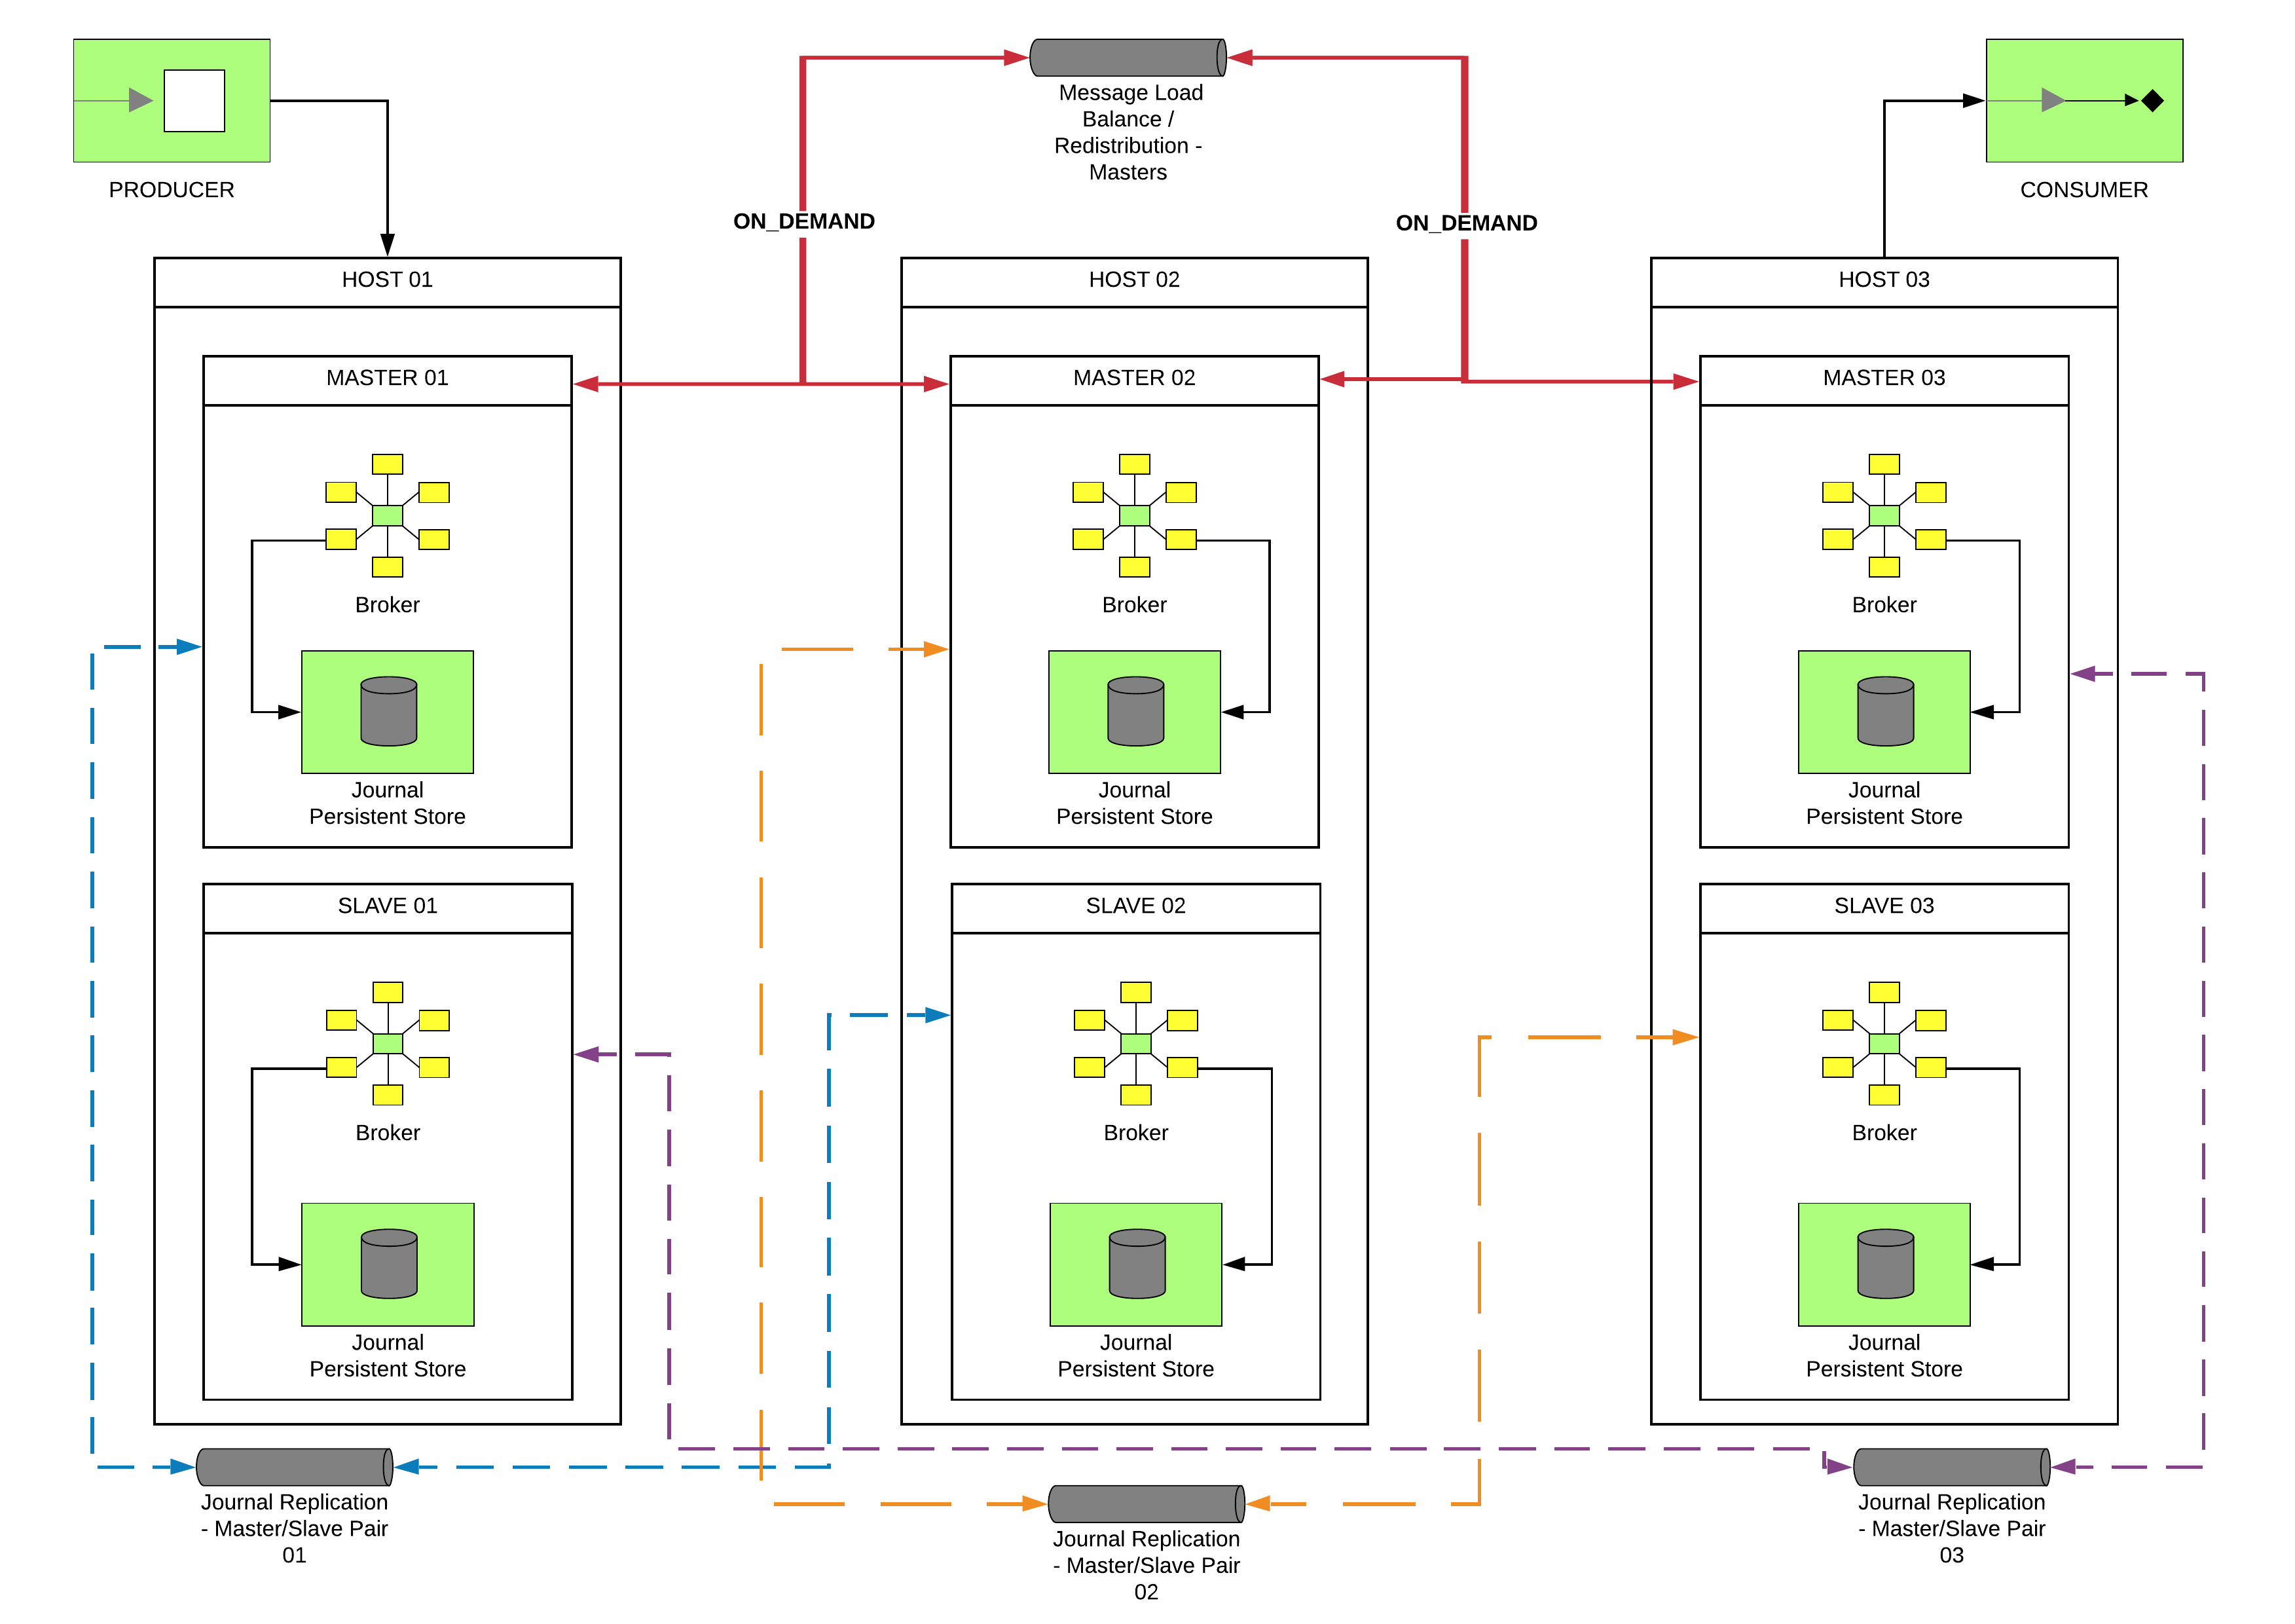 Message Load
Balance /
Redistribution -
Masters
PRODUCER
CONSUMER
ON_DEMAND
ON_DEMAND
HOST 01
HOST 02
HOST 03
MASTER 01
MASTER 02
MASTER 03
Broker
Broker
Broker
Journal
Persistent Store
Journal
Persistent Store
Journal
Persistent Store
SLAVE 01
SLAVE 02
SLAVE 03
Broker
Broker
Broker
Journal
Persistent Store
Journal
Persistent Store
Journal
Persistent Store
Journal Replication
- Master/Slave Pair
01
Journal Replication
- Master/Slave Pair
02
Journal Replication
- Master/Slave Pair
03